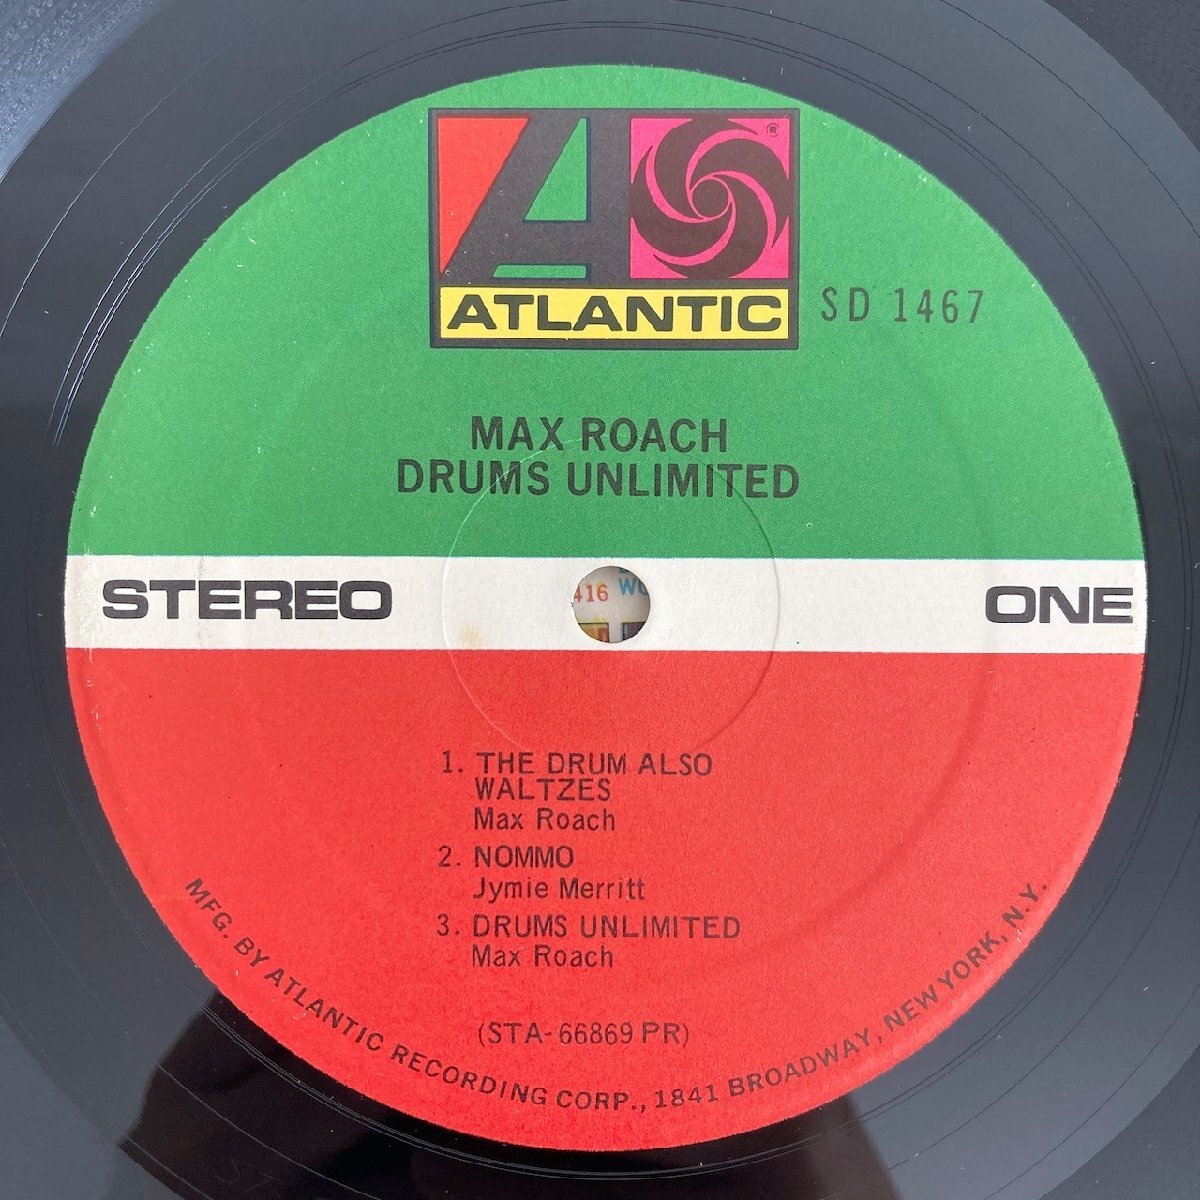 ®
ATLANTIC
SD 1467
MAX ROACH
DRUMS UNLIMITED
STEREO
416
ONE
1. THE DRUM ALSO
WALTZES
Max Roach
2. NOMMO
Jymie Merritt
3. DRUMS UNLIMITED
Max Roach
(STA-66869 PR)
MFG. BY ATLANTIC RECORDING CORP., 1841 BROADWAY, NEW YORK, N.Y.